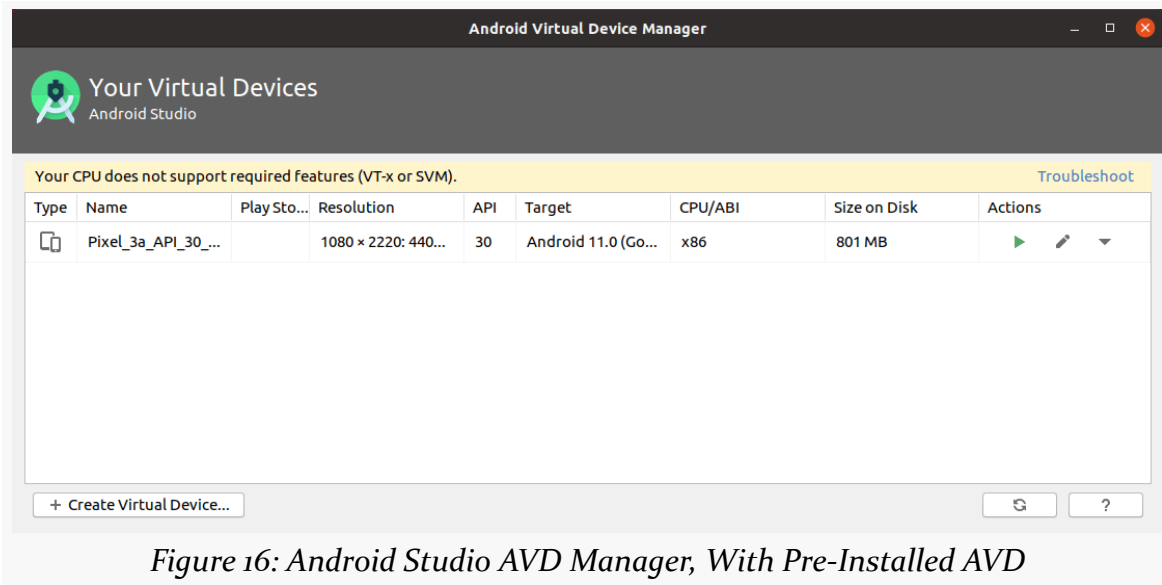 Android Virtual Device Manager
Your Virtual Devices
Android Studio
Your CPU does not support required features (VT-x or SVM). Troubleshoot
Type Name Play Sto... Resolution API Target CPU/ABI Size on Disk Actions
Pixel_3a_API_30_... 1080 × 2220: 440... 30 Android 11.0 (Go... x86 801 MB
+ Create Virtual Device... ?
Figure 16: Android Studio AVD Manager, With Pre-Installed AVD